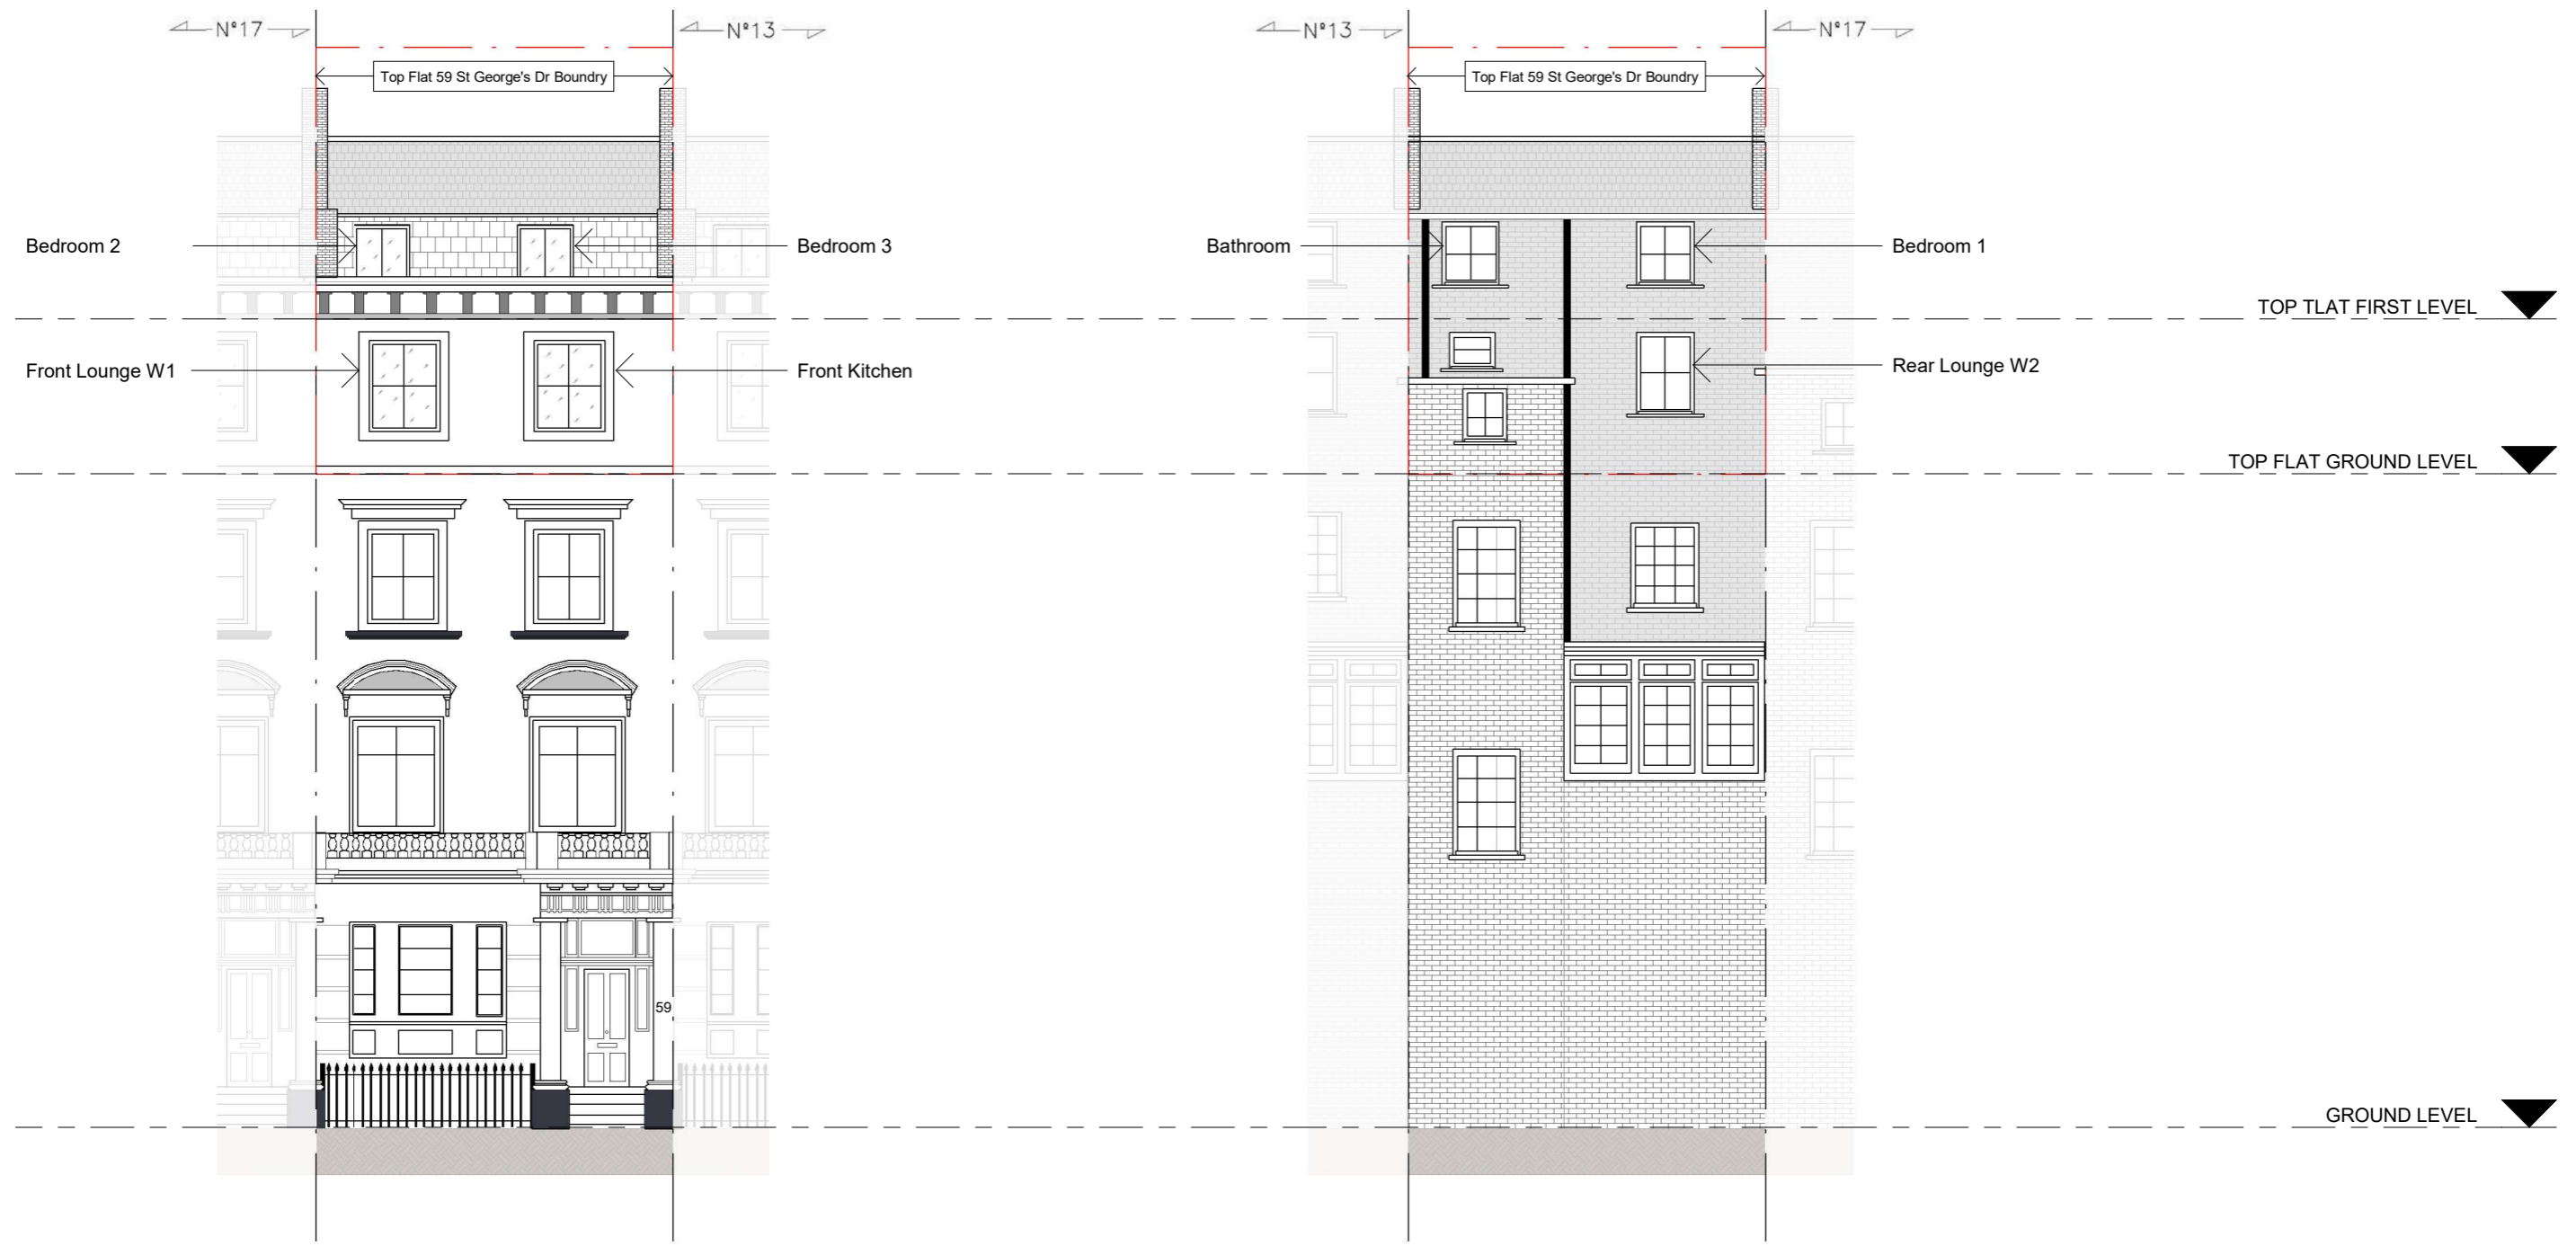 N°17
N°13
N°13
N°17
Top Flat 59 St George's Dr Boundry
Top Flat 59 St George's Dr Boundry
Bedroom 2
Bedroom 3
Bathroom
Bedroom 1
TOP TLAT FIRST LEVEL
Front Lounge W1
Front Kitchen
Rear Lounge W2
TOP FLAT GROUND LEVEL
59
GROUND LEVEL